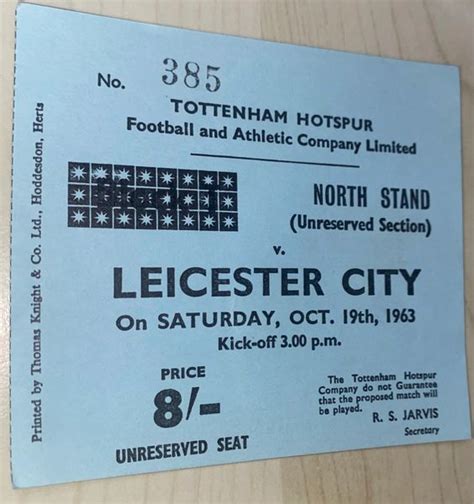 No. 385
TOTTENHAM HOTSPUR
Football and Athletic Company Limited
NORTH STAND
(Unreserved Section)
v.
LEICESTER CITY
On SATURDAY, OCT. 19th, 1963
Kick-off 3.00 p.m.
PRICE
8/-
UNRESERVED SEAT
The Tottenham Hotspur
Company do not Guarantee
that the proposed match will
be played.
R. S. JARVIS
Secretary
Printed by Thomas Knight & Co. Ltd., Hoddesdon, Herts